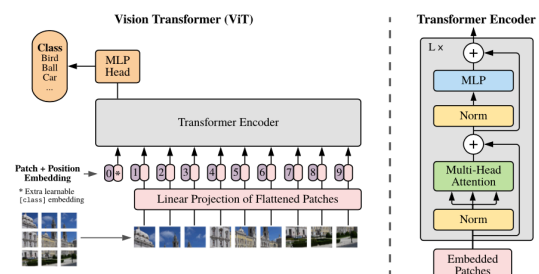 Vision Transformer (ViT)
Class
Bird
Ball
Car
...
MLP
Head
Transformer Encoder
Patch + Position
Embedding
* Extra learnable
[class] embedding
0 * 1 2 3 4 5 6 7 8 9
Linear Projection of Flattened Patches
Transformer Encoder
L ×
+
MLP
Norm
+
Multi-Head
Attention
Norm
Embedded
Patches